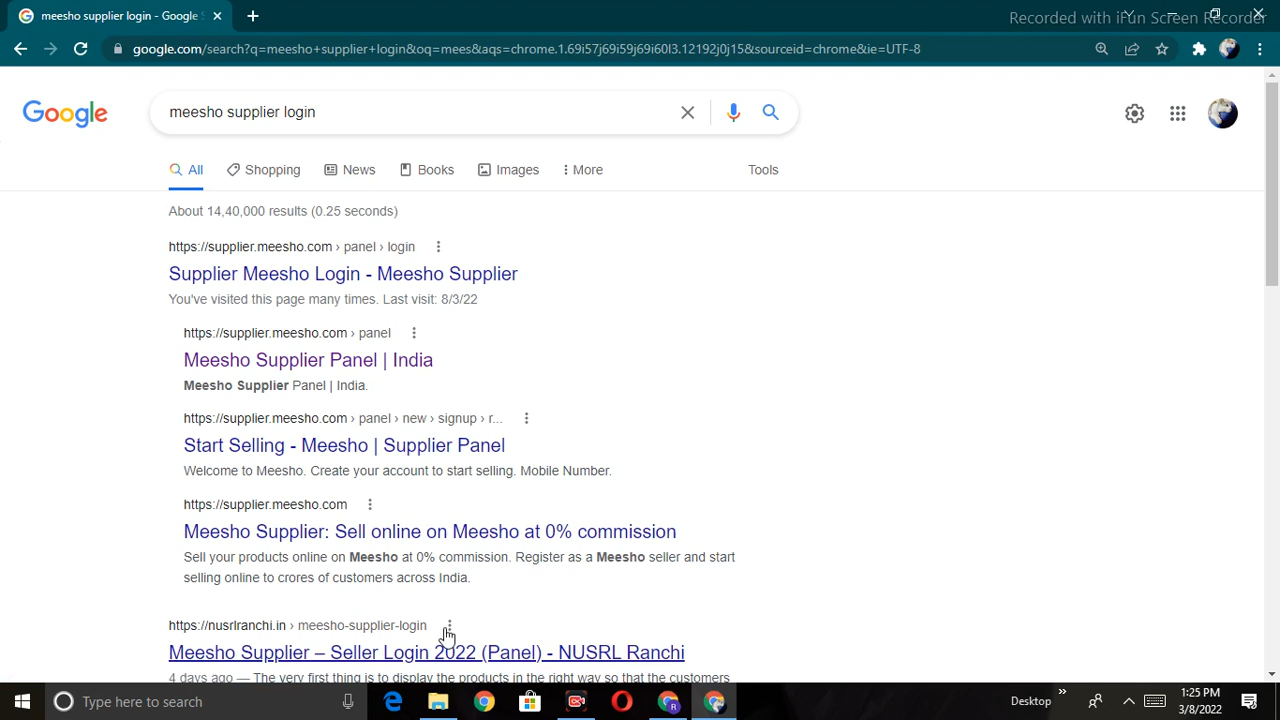 meesho supplier login - Google S
Recorded with iFun Screen Recorder
google.com/search?q=meesho+supplier+login&oq=mees&aqs=chrome.1.69i57j69i59j69i60l3.12192j0j15&sourceid=chrome&ie=UTF-8
Google
meesho supplier login
All
Shopping
News
Books
Images
More
Tools
About 14,40,000 results (0.25 seconds)
https://supplier.meesho.com › panel › login
Supplier Meesho Login - Meesho Supplier
You've visited this page many times. Last visit: 8/3/22
https://supplier.meesho.com › panel
Meesho Supplier Panel | India
Meesho Supplier Panel | India.
https://supplier.meesho.com › panel › new › signup › r...
Start Selling - Meesho | Supplier Panel
Welcome to Meesho. Create your account to start selling. Mobile Number.
https://supplier.meesho.com
Meesho Supplier: Sell online on Meesho at 0% commission
Sell your products online on Meesho at 0% commission. Register as a Meesho seller and start
selling online to crores of customers across India.
https://nusrlranchi.in › meesho-supplier-login
Meesho Supplier – Seller Login 2022 (Panel) - NUSRL Ranchi
4 days ago — The very first thing is to display the products in the right way so that the customers
Type here to search
Desktop
1:25 PM
3/8/2022